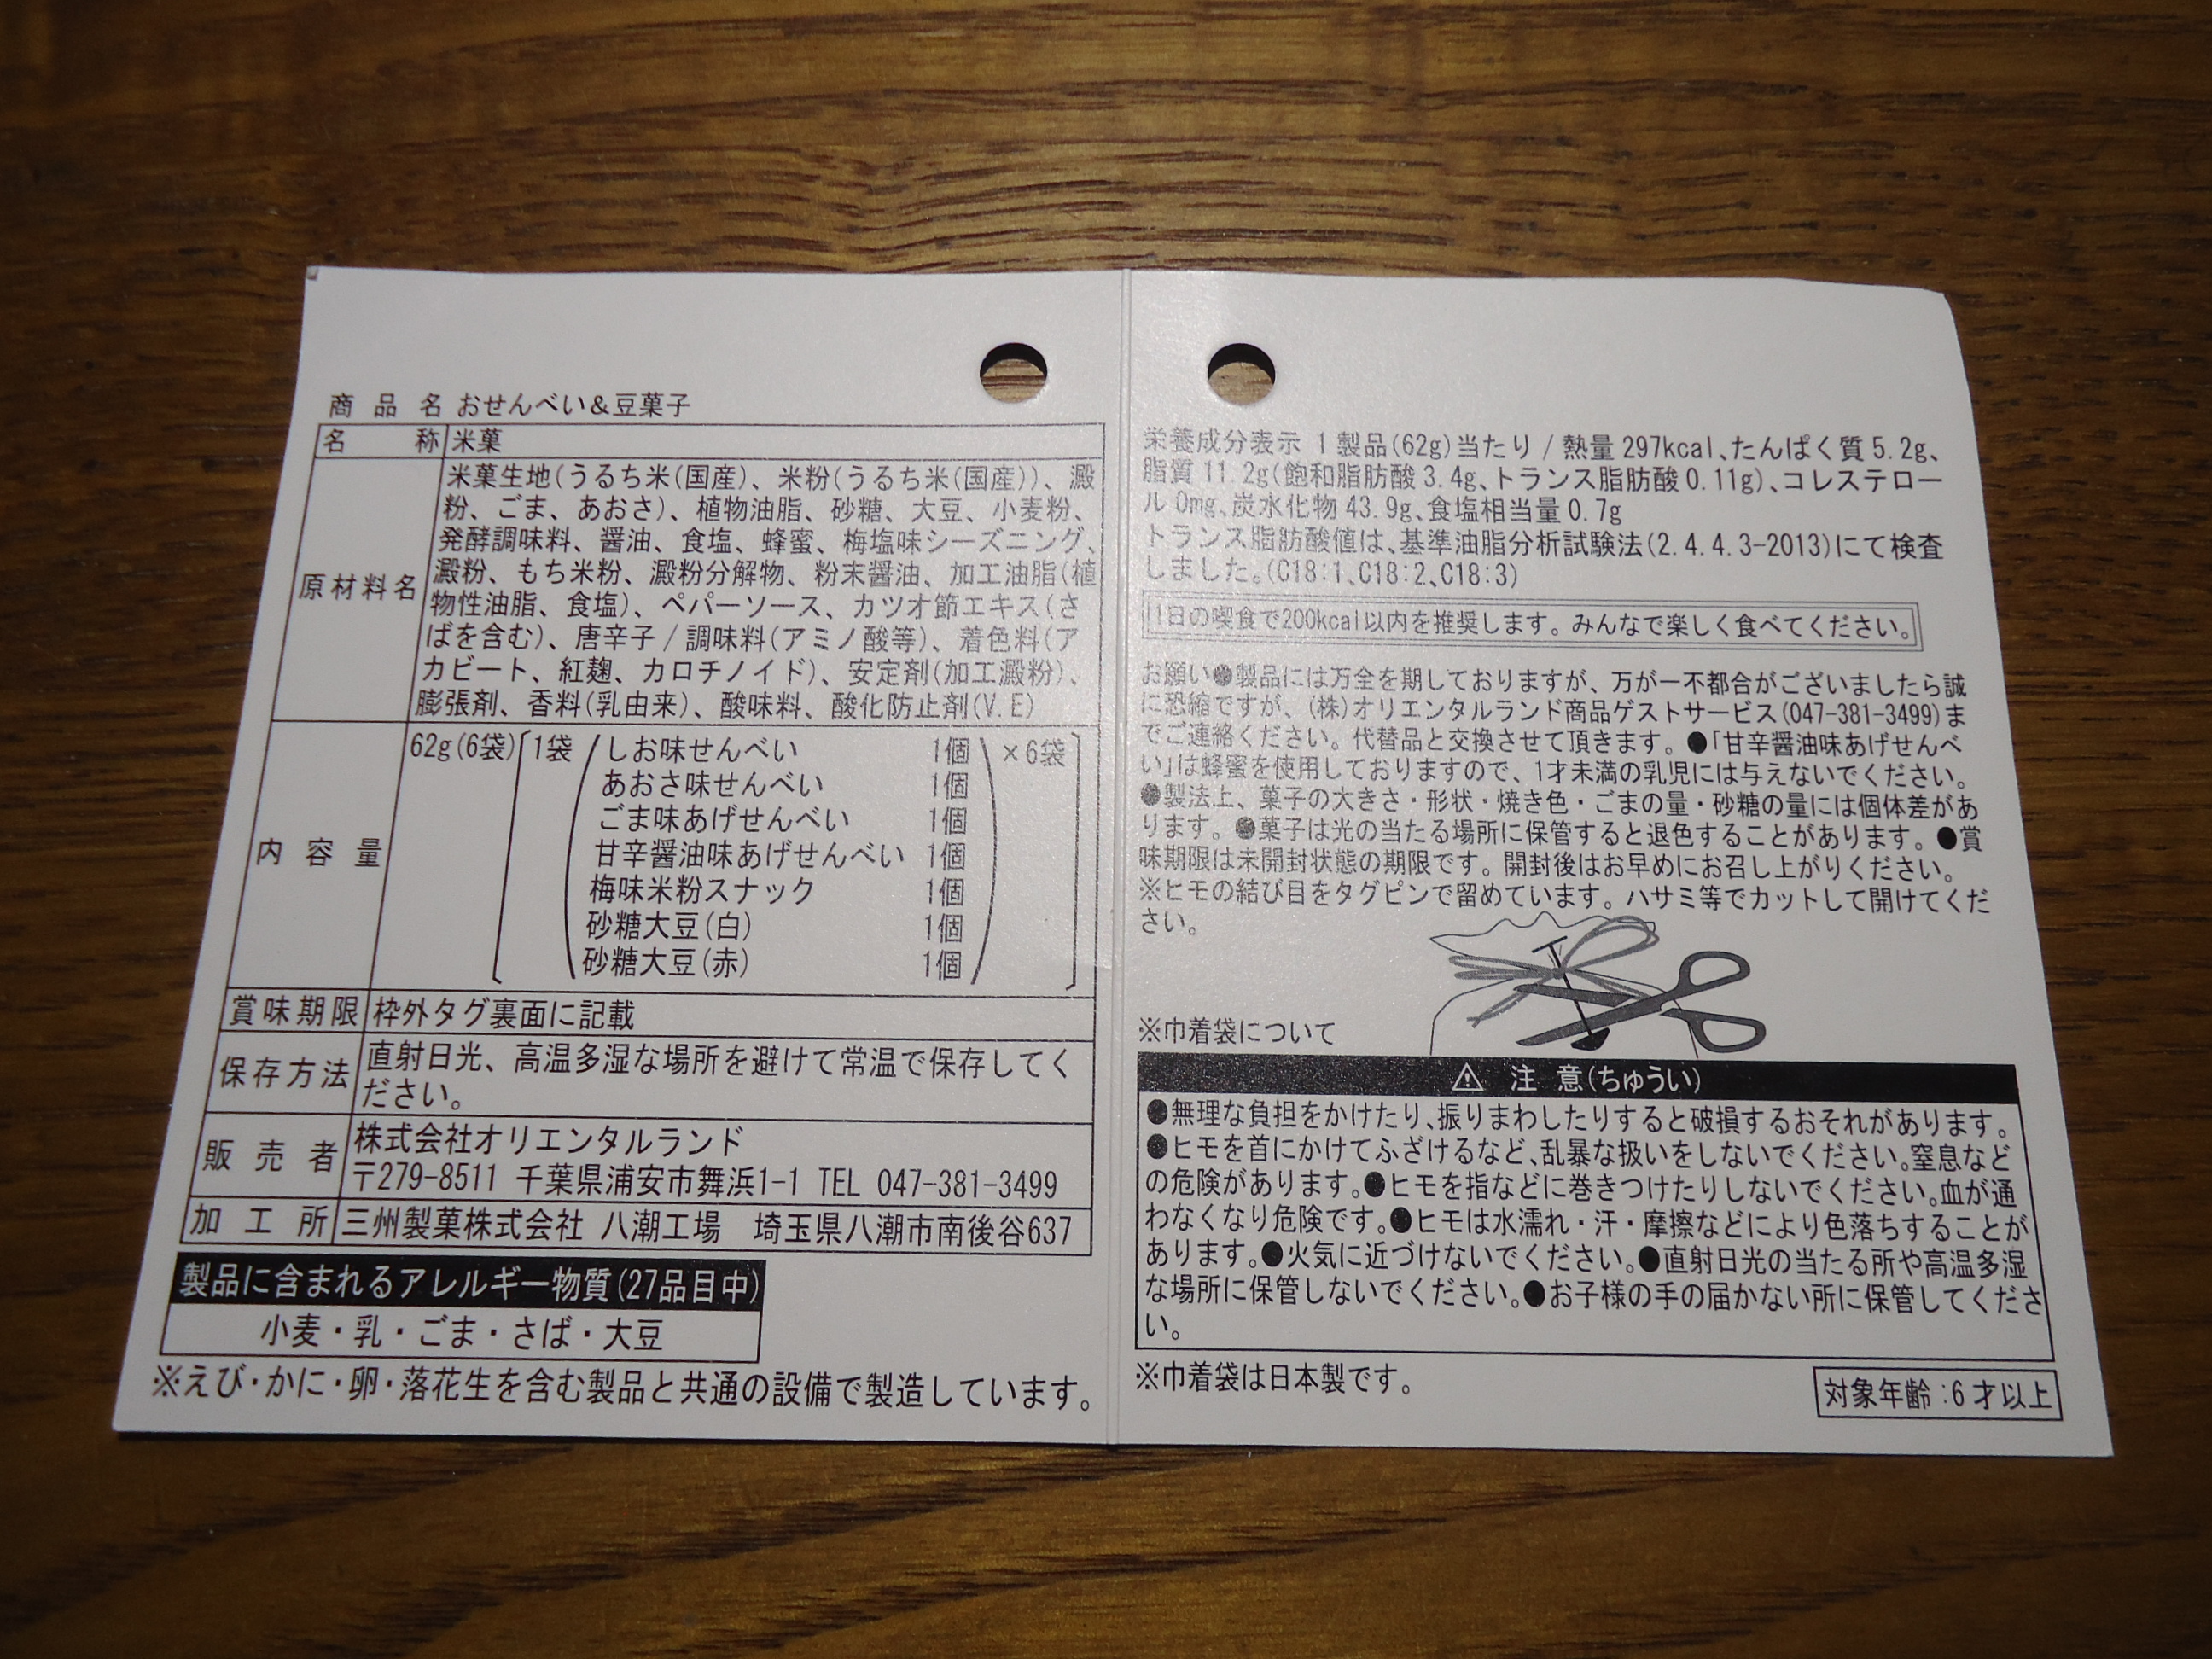 商品名 おせんべい＆豆菓子
名称 米菓
原材料名
米菓生地(うるち米(国産)、米粉(うるち米(国産))、澱
粉、ごま、あおさ)、植物油脂、砂糖、大豆、小麦粉、
発酵調味料、醤油、食塩、蜂蜜、梅塩味シーズニング、
澱粉、もち米粉、澱粉分解物、粉末醤油、加工油脂(植
物性油脂、食塩)、ペパーソース、カツオ節エキス(さ
ばを含む)、唐辛子/調味料(アミノ酸等)、着色料(ア
カビート、紅麹、カロチノイド)、安定剤(加工澱粉)、
膨張剤、香料(乳由来)、酸味料、酸化防止剤(V.E)
内容量
62g(6袋)[1袋(しお味せんべい 1個)×6袋]
あおさ味せんべい 1個
ごま味あげせんべい 1個
甘辛醤油味あげせんべい 1個
梅味米粉スナック 1個
砂糖大豆(白) 1個
砂糖大豆(赤) 1個
賞味期限 枠外タグ裏面に記載
保存方法
直射日光、高温多湿な場所を避けて常温で保存してく
ださい。
販売者
株式会社オリエンタルランド
〒279-8511 千葉県浦安市舞浜1-1 TEL 047-381-3499
加工所 三州製菓株式会社 八潮工場 埼玉県八潮市南後谷637
製品に含まれるアレルギー物質(27品目中)
小麦・乳・ごま・さば・大豆
※えび・かに・卵・落花生を含む製品と共通の設備で製造しています。
栄養成分表示 1製品(62g)当たり/熱量297kcal、たんぱく質5.2g、
脂質11.2g(飽和脂肪酸3.4g、トランス脂肪酸0.11g)、コレステロー
ル0mg、炭水化物43.9g、食塩相当量0.7g
トランス脂肪酸値は、基準油脂分析試験法(2.4.4.3-2013)にて検査
しました。(C18:1、C18:2、C18:3)
1日の喫食で200kcal以内を推奨します。みんなで楽しく食べてください。
お願い●製品には万全を期しておりますが、万が一不都合がございましたら誠
に恐縮ですが、(株)オリエンタルランド商品ゲストサービス(047-381-3499)ま
でご連絡ください。代替品と交換させて頂きます。●「甘辛醤油味あげせんべ
い」は蜂蜜を使用しておりますので、1才未満の乳児には与えないでください。
●製法上、菓子の大きさ・形状・焼き色・ごまの量・砂糖の量には個体差があ
ります。●菓子は光の当たる場所に保管すると退色することがあります。●賞
味期限は未開封状態の期限です。開封後はお早めにお召し上がりください。
※ヒモの結び目をタグピンで留めています。ハサミ等でカットして開けてくだ
さい。
※巾着袋について
⚠ 注意(ちゅうい)
●無理な負担をかけたり、振りまわしたりすると破損するおそれがあります。
●ヒモを首にかけてふざけるなど、乱暴な扱いをしないでください。窒息など
の危険があります。●ヒモを指などに巻きつけたりしないでください。血が通
わなくなり危険です。●ヒモは水濡れ・汗・摩擦などにより色落ちすることが
あります。●火気に近づけないでください。●直射日光の当たる所や高温多湿
な場所に保管しないでください。●お子様の手の届かない所に保管してくださ
い。
※巾着袋は日本製です。
対象年齢:6才以上